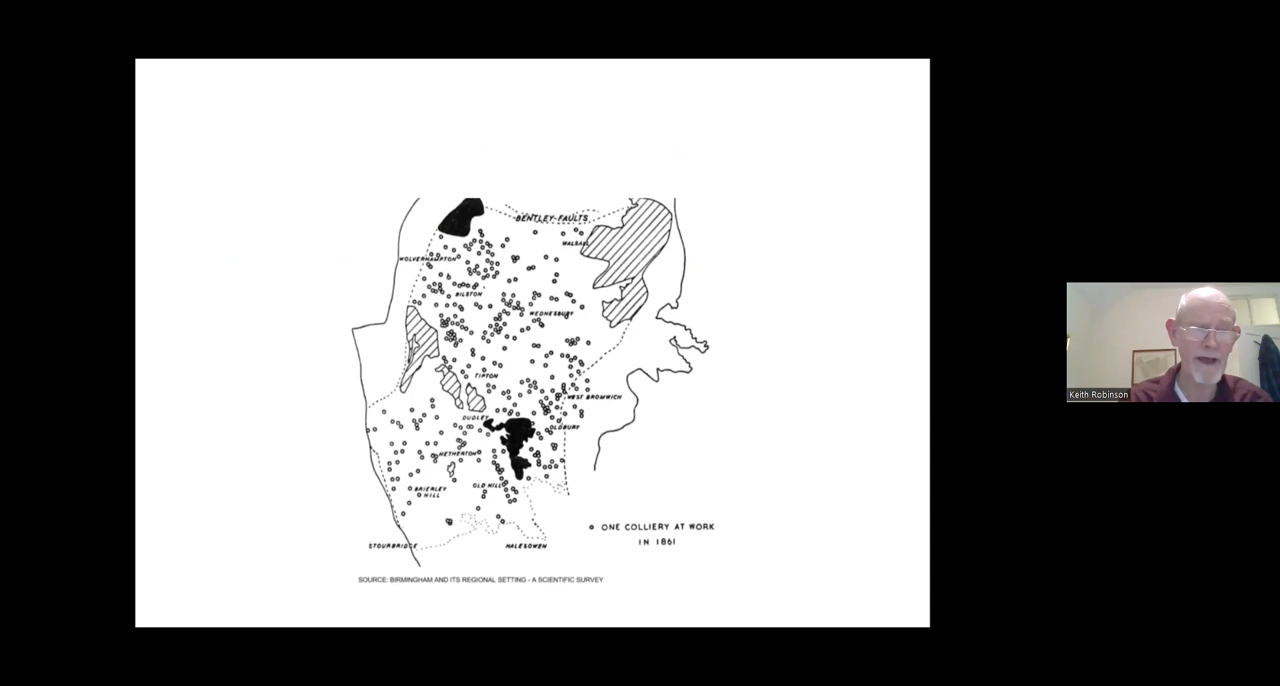 BENTLEY-FAULTS
WALSALL
WOLVERHAMPTON
BILSTON
WEDNESBURY
TIPTON
WEST BROMWICH
DUDLEY
OLDBURY
NETHERTON
Keith Robinson
BRIERLEY
HILL
OLD HILL
ONE COLLIERY AT WORK
IN 1861
STOURBRIDGE
HALESOWEN
SOURCE: BIRMINGHAM AND ITS REGIONAL SETTING - A SCIENTIFIC SURVEY